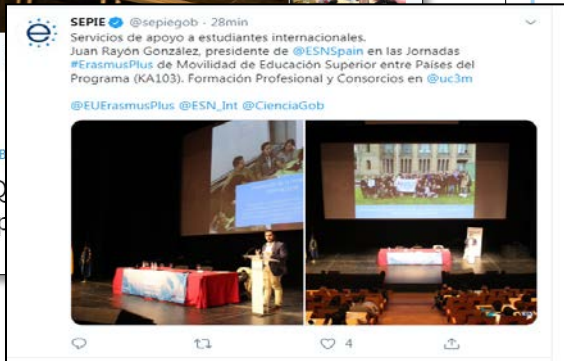 SEPIE @sepiegob · 28min
Servicios de apoyo a estudiantes internacionales.
Juan Rayón González, presidente de @ESNSpain en las Jornadas
#ErasmusPlus de Movilidad de Educación Superior entre Países del
Programa (KA103). Formación Profesional y Consorcios en @uc3m
@EUErasmusPlus @ESN_Int @CienciaGob
4